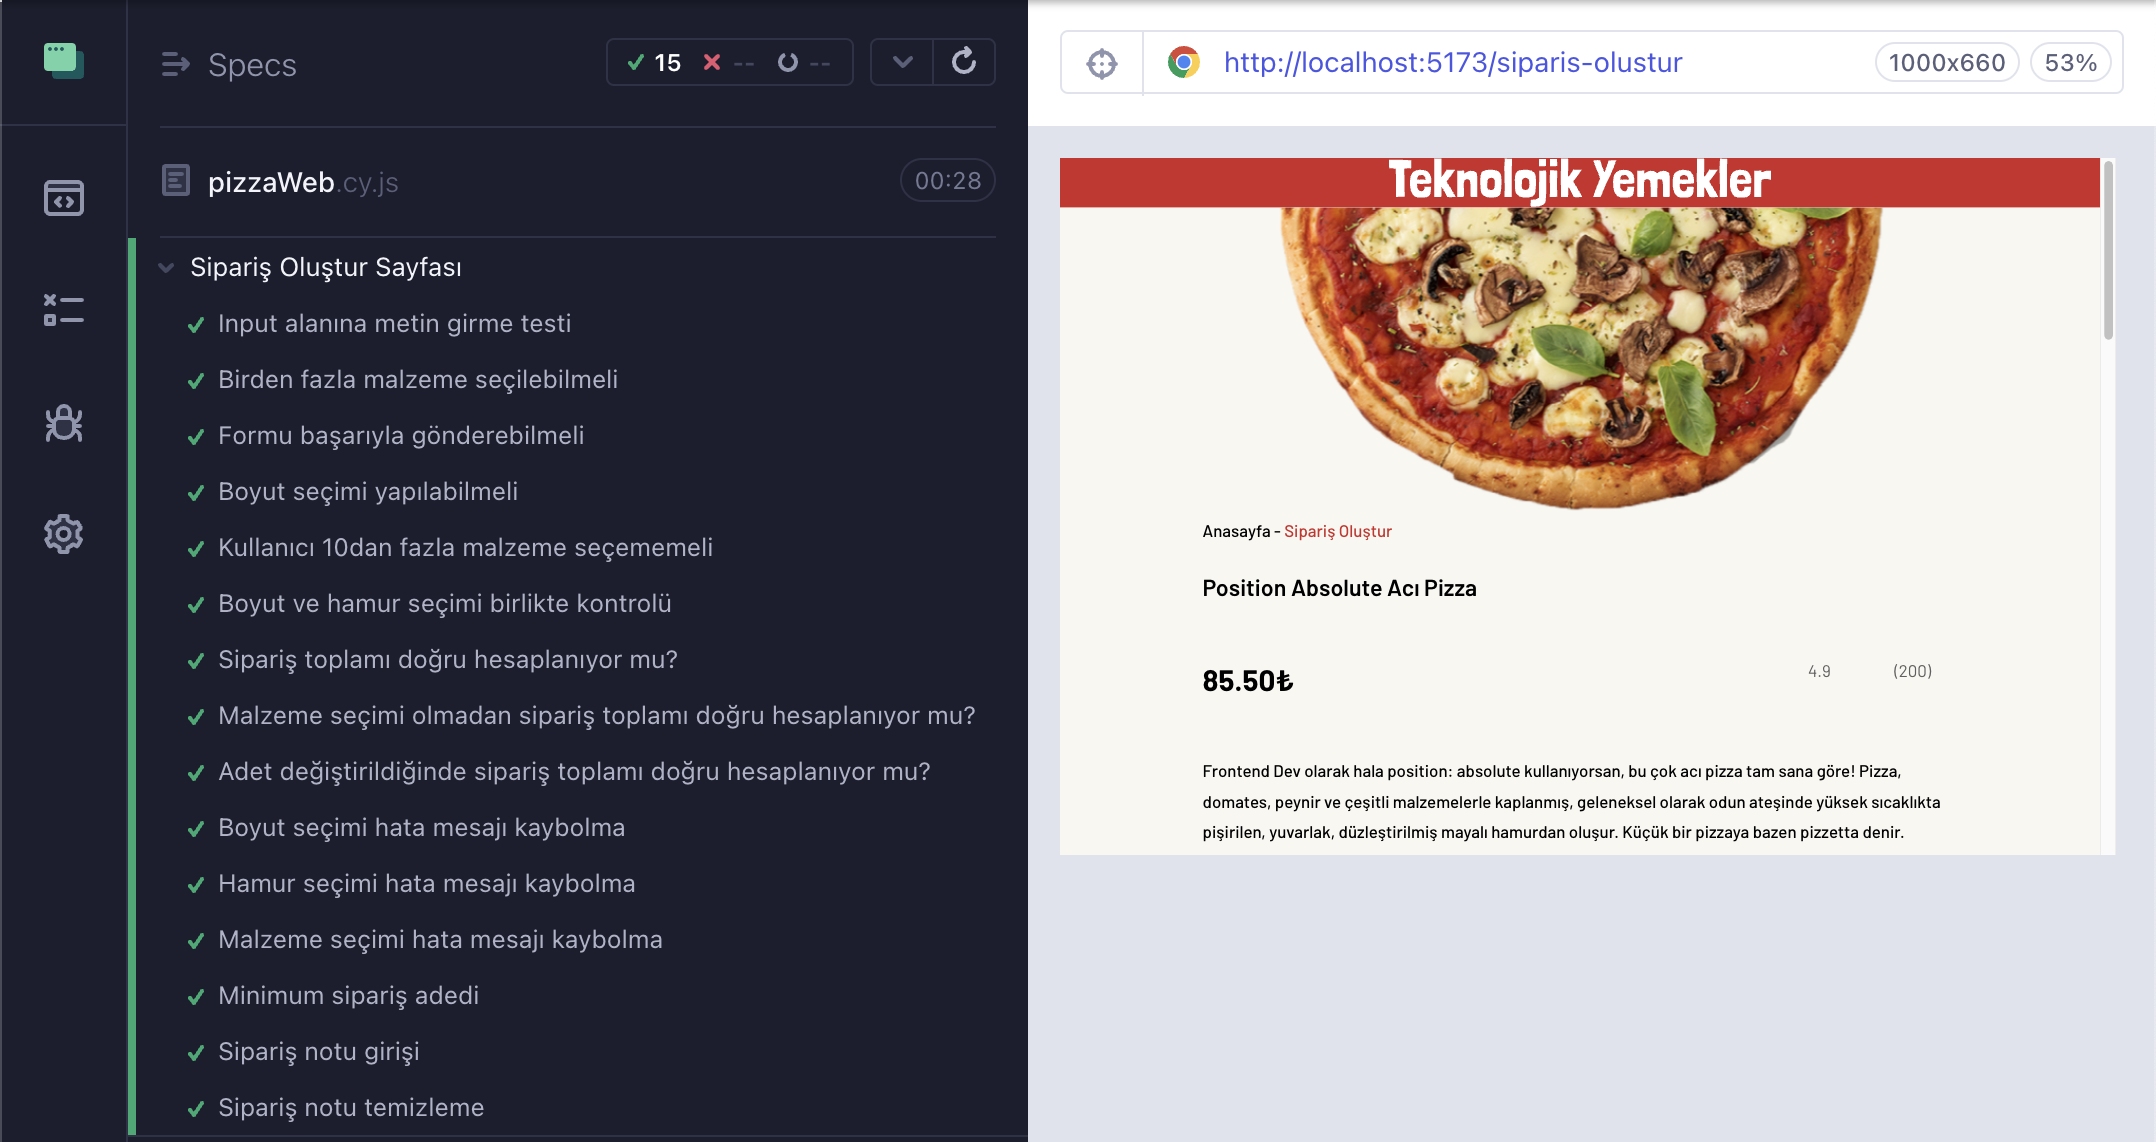 Specs
15 -- --
pizzaWeb.cy.js
00:28
Sipariş Oluştur Sayfası
Input alanına metin girme testi
Birden fazla malzeme seçilebilmeli
Formu başarıyla gönderebilmeli
Boyut seçimi yapılabilmeli
Kullanıcı 10dan fazla malzeme seçememeli
Boyut ve hamur seçimi birlikte kontrolü
Sipariş toplamı doğru hesaplanıyor mu?
Malzeme seçimi olmadan sipariş toplamı doğru hesaplanıyor mu?
Adet değiştirildiğinde sipariş toplamı doğru hesaplanıyor mu?
Boyut seçimi hata mesajı kaybolma
Hamur seçimi hata mesajı kaybolma
Malzeme seçimi hata mesajı kaybolma
Minimum sipariş adedi
Sipariş notu girişi
Sipariş notu temizleme
http://localhost:5173/siparis-olustur
1000x660
53%
Teknolojik Yemekler
Anasayfa - Sipariş Oluştur
Position Absolute Acı Pizza
85.50₺
4.9
(200)
Frontend Dev olarak hala position: absolute kullanıyorsan, bu çok acı pizza tam sana göre! Pizza,
domates, peynir ve çeşitli malzemelerle kaplanmış, geleneksel olarak odun ateşinde yüksek sıcaklıkta
pişirilen, yuvarlak, düzleştirilmiş mayalı hamurdan oluşur. Küçük bir pizzaya bazen pizzetta denir.